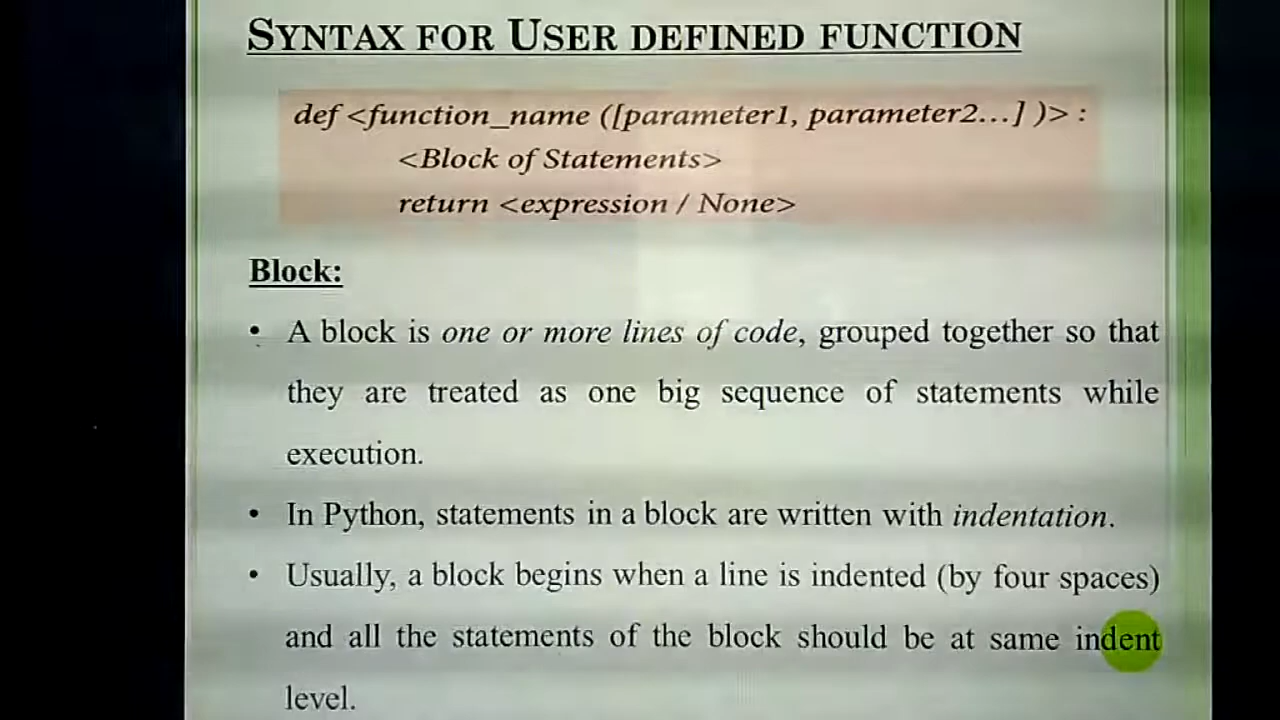 SYNTAX FOR USER DEFINED FUNCTION
def <function_name ([parameter1, parameter2...] )> :
<Block of Statements>
return <expression / None>
Block:
• A block is one or more lines of code, grouped together so that
they are treated as one big sequence of statements while
execution.
• In Python, statements in a block are written with indentation.
• Usually, a block begins when a line is indented (by four spaces)
and all the statements of the block should be at same indent
level.